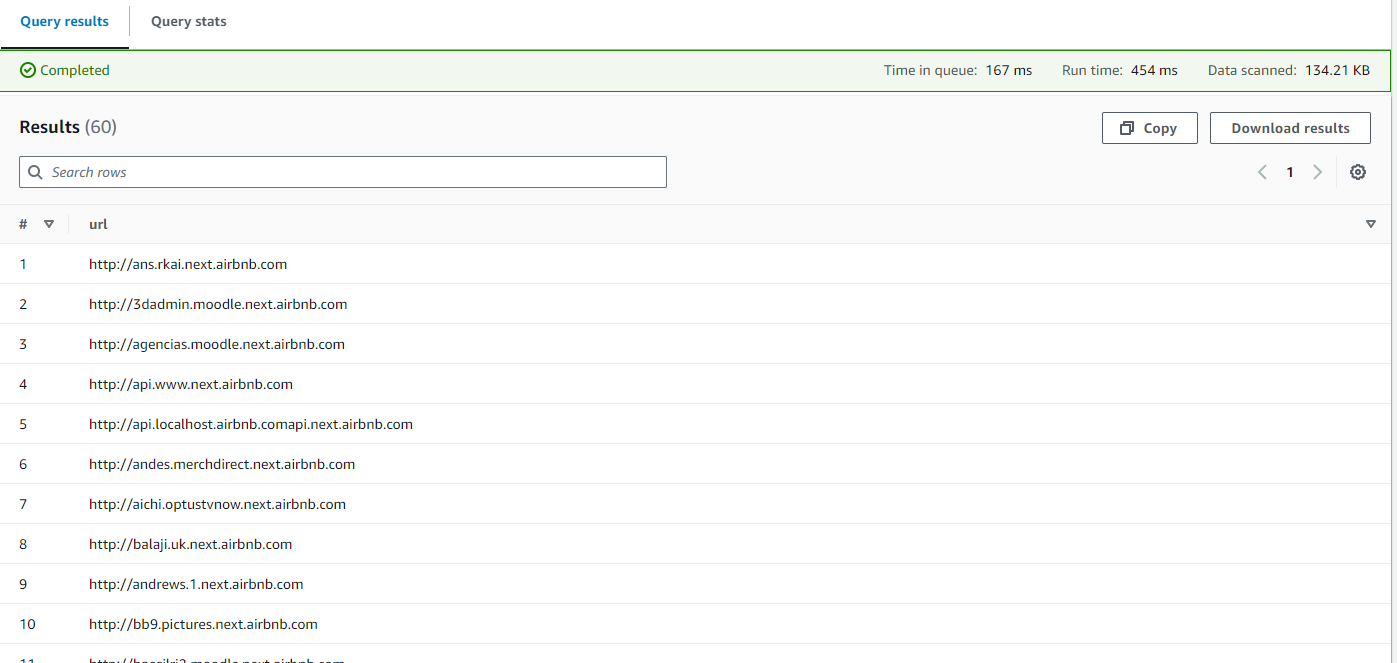 Query results Query stats
Completed Time in queue: 167 ms Run time: 454 ms Data scanned: 134.21 KB
Results (60) Copy Download results
Search rows 1
# url
1 http://ans.rkai.next.airbnb.com
2 http://3dadmin.moodle.next.airbnb.com
3 http://agencias.moodle.next.airbnb.com
4 http://api.www.next.airbnb.com
5 http://api.localhost.airbnb.comapi.next.airbnb.com
6 http://andes.merchdirect.next.airbnb.com
7 http://aichi.optustvnow.next.airbnb.com
8 http://balaji.uk.next.airbnb.com
9 http://andrews.1.next.airbnb.com
10 http://bb9.pictures.next.airbnb.com
11